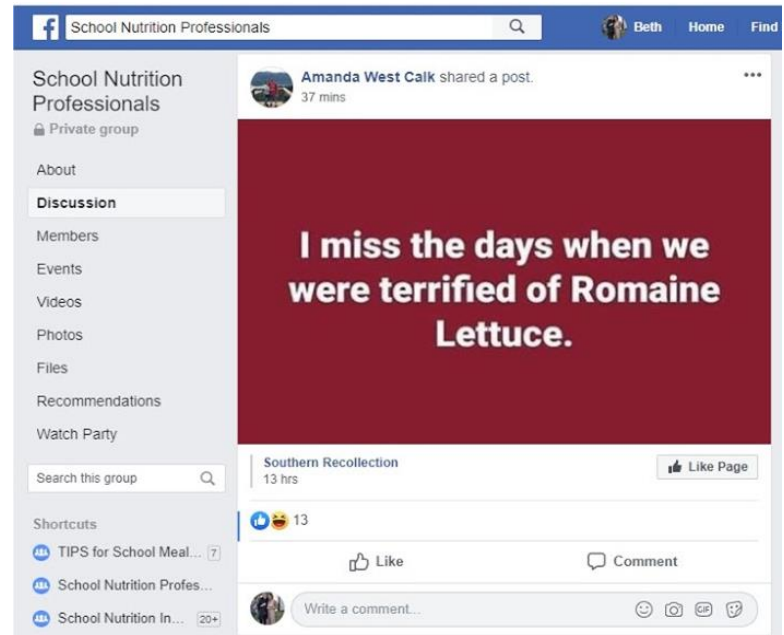 School Nutrition Professionals
Beth
Home
Find
School Nutrition
Professionals
Private group
About
Discussion
Members
Events
Videos
Photos
Files
Recommendations
Watch Party
Search this group
Shortcuts
TIPS for School Meal... 7
School Nutrition Profes...
School Nutrition In... 20+
Amanda West Calk shared a post.
37 mins
I miss the days when we
were terrified of Romaine
Lettuce.
Southern Recollection
13 hrs
Like Page
13
Like
Comment
Write a comment...
GIF